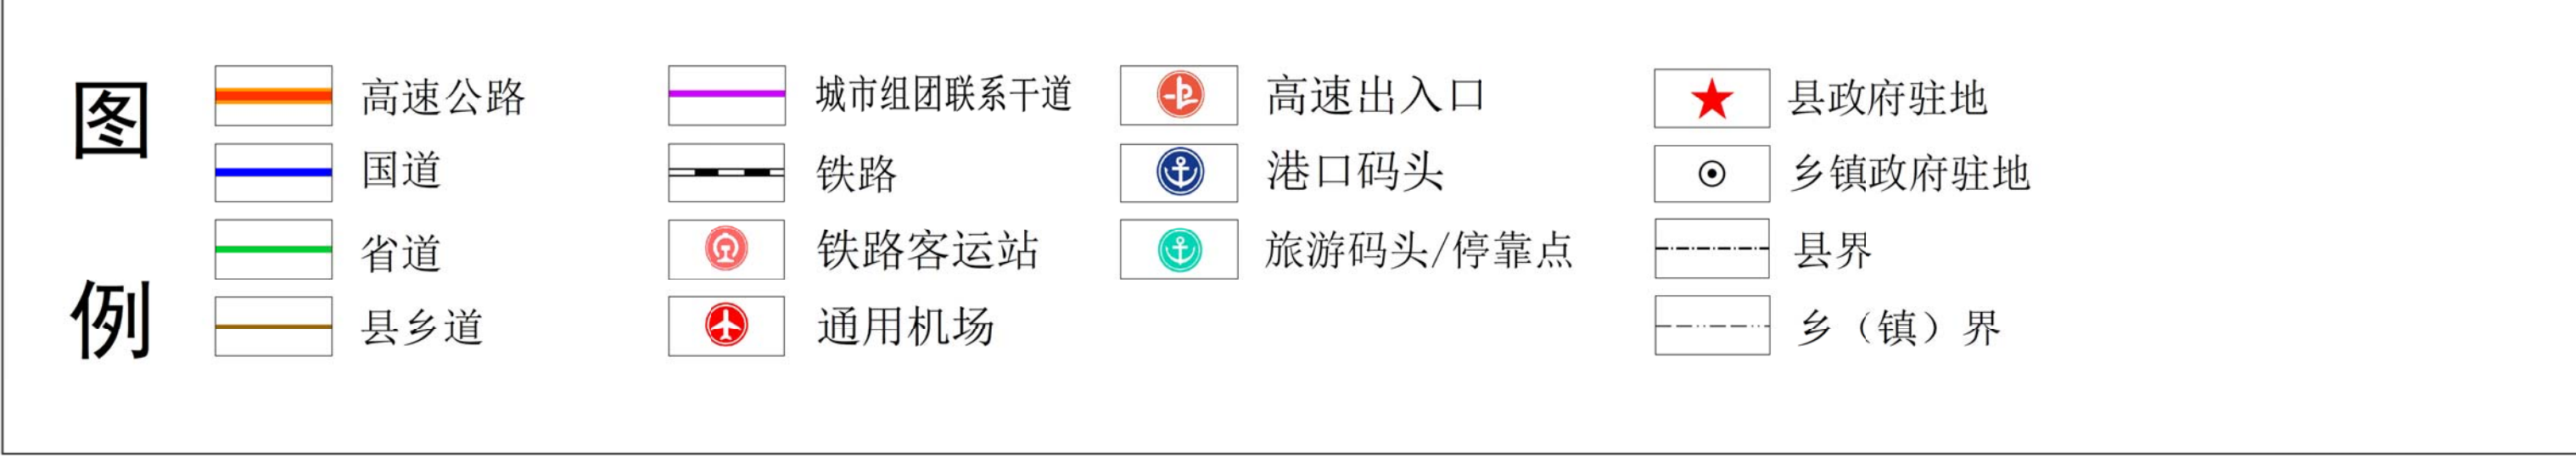 图例
高速公路
国道
省道
县乡道
城市组团联系干道
铁路
铁路客运站
通用机场
高速出入口
港口码头
旅游码头/停靠点
县政府驻地
乡镇政府驻地
县界
乡（镇）界